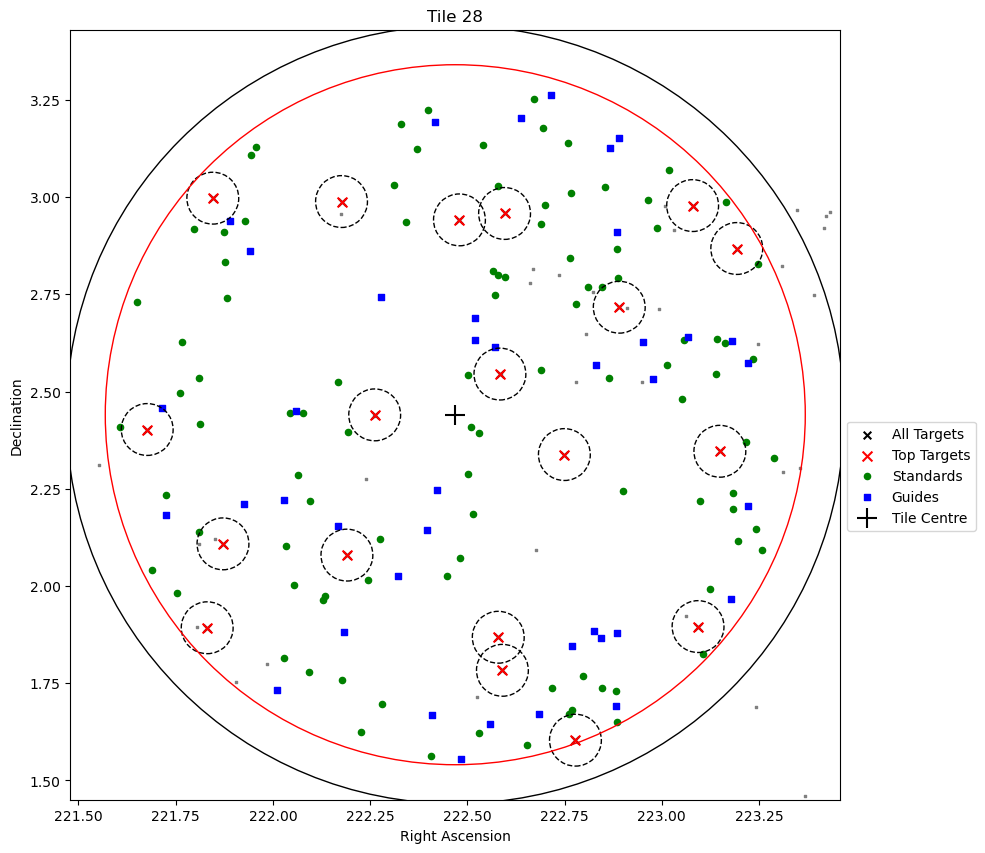 Tile 28
3.25
3.00
2.75
2.50
2.25
2.00
1.75
1.50
Declination
221.50 221.75 222.00 222.25 222.50 222.75 223.00 223.25
Right Ascension
All Targets
Top Targets
Standards
Guides
Tile Centre